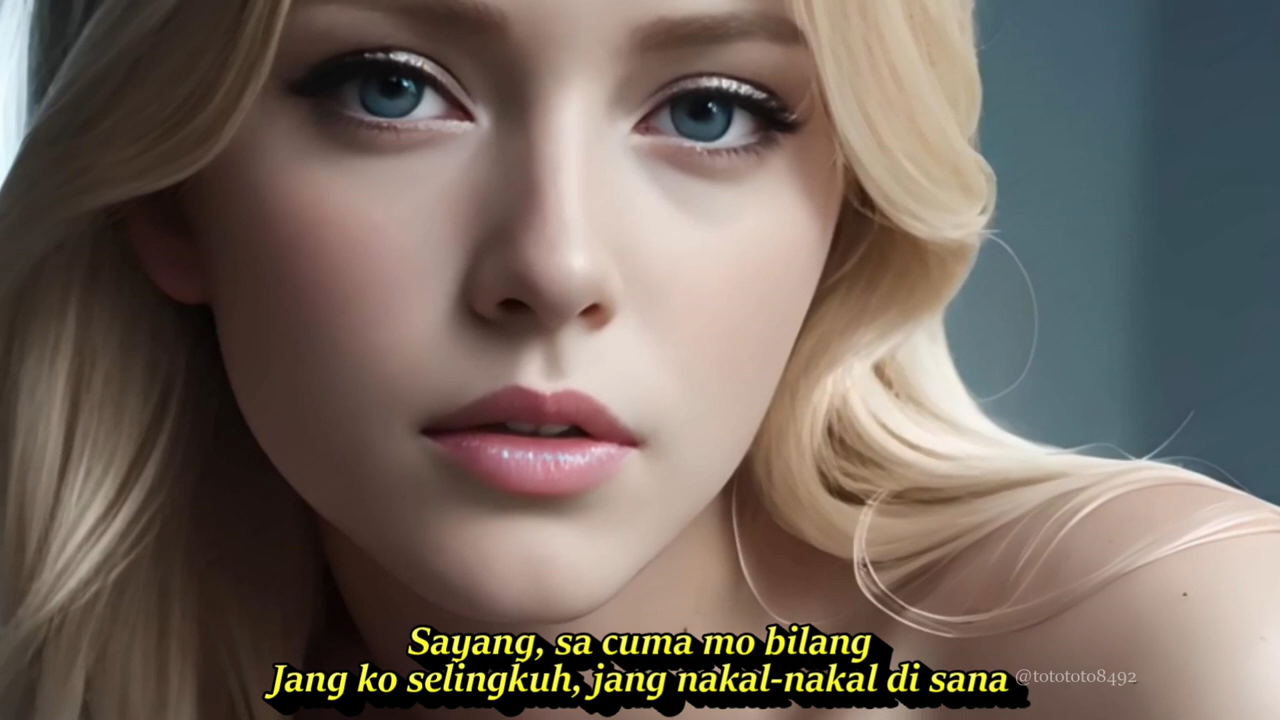 Sayang, sa cuma mo bilang
Jang ko selingkuh, jang nakal-nakal di sana
@totototo8492